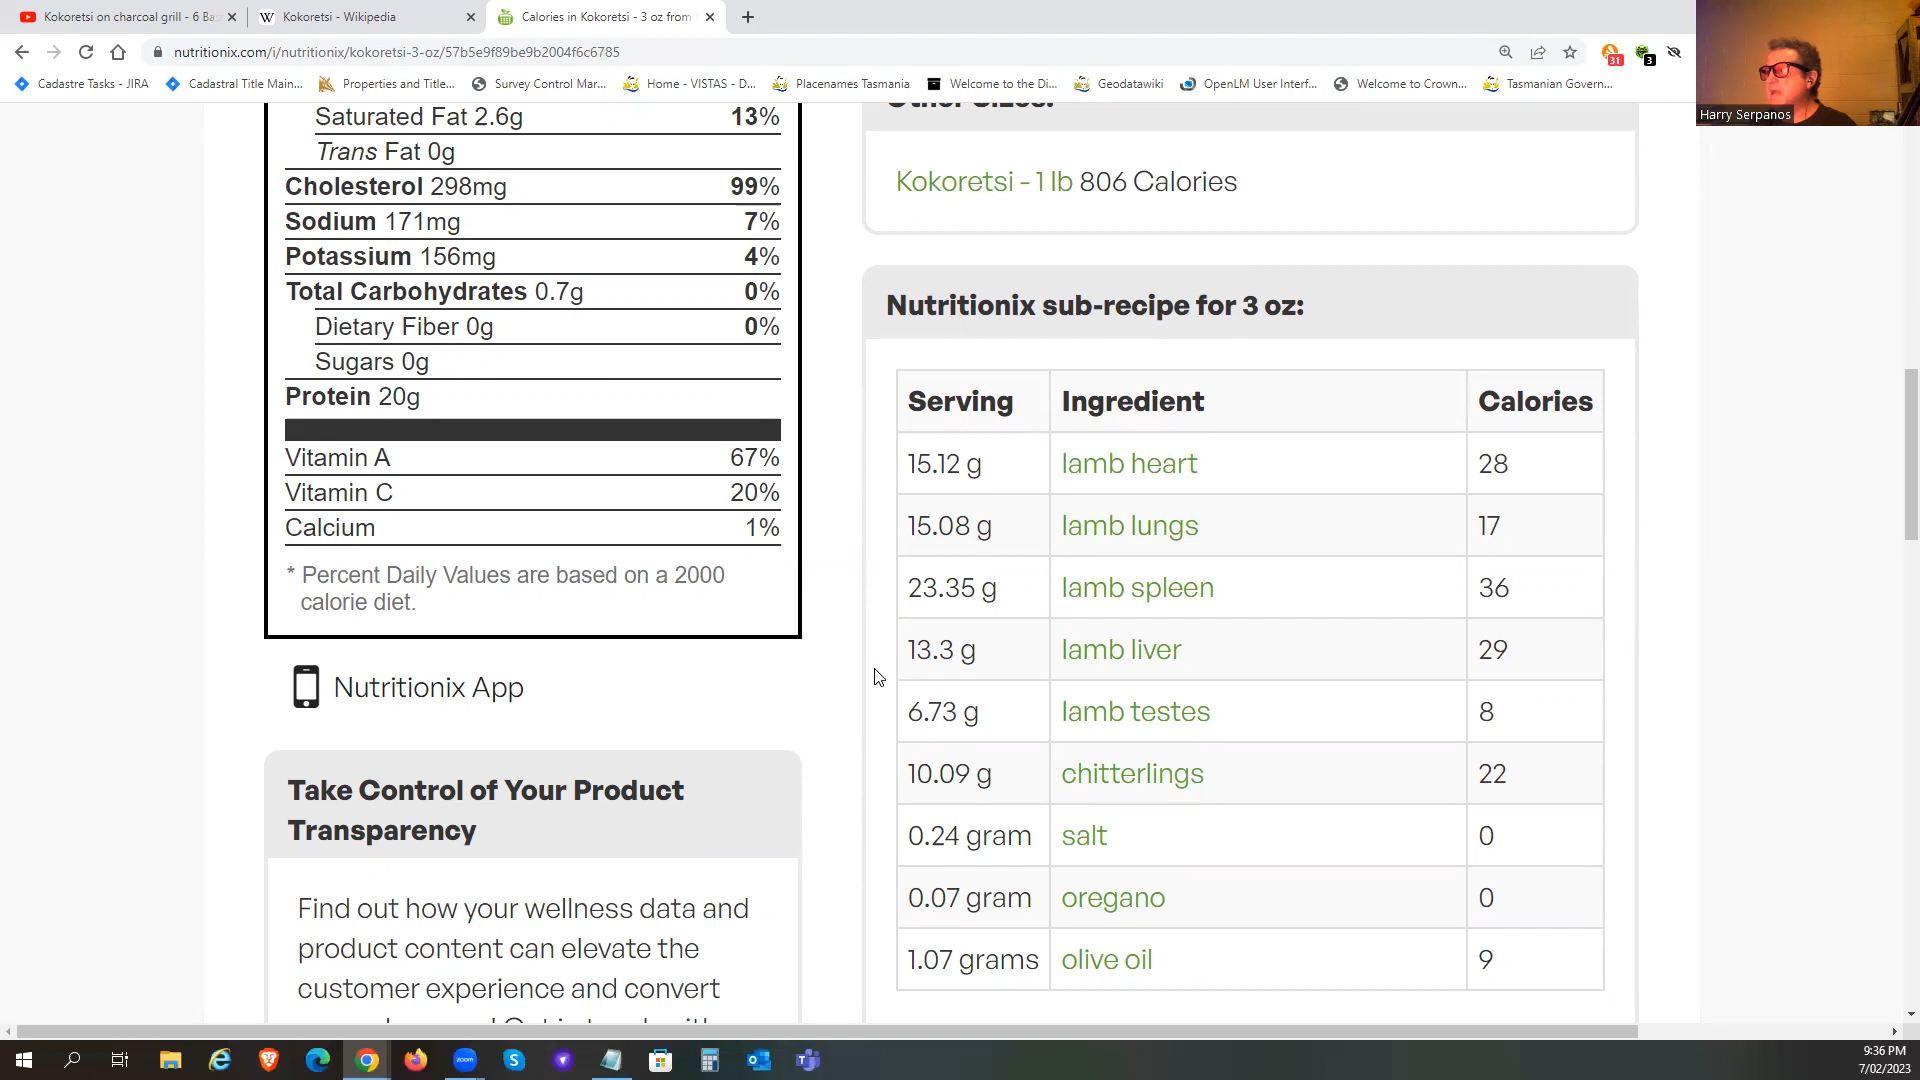 Kokoretsi on charcoal grill - 6 Bas
Kokoretsi - Wikipedia
Calories in Kokoretsi - 3 oz from
nutritionix.com/i/nutritionix/kokoretsi-3-oz/57b5e9f89be9b2004f6c6785
31
3
Cadastre Tasks - JIRA
Cadastral Title Main...
Properties and Title...
Survey Control Mar...
Home - VISTAS - D...
Placenames Tasmania
Welcome to the Di...
Geodatawiki
OpenLM User Interf...
Welcome to Crown...
Tasmanian Govern...
Harry Serpanos
Saturated Fat 2.6g 13%
Trans Fat 0g
Cholesterol 298mg 99%
Sodium 171mg 7%
Potassium 156mg 4%
Total Carbohydrates 0.7g 0%
Dietary Fiber 0g 0%
Sugars 0g
Protein 20g
Vitamin A 67%
Vitamin C 20%
Calcium 1%
* Percent Daily Values are based on a 2000
calorie diet.
Nutritionix App
Take Control of Your Product
Transparency
Find out how your wellness data and
product content can elevate the
customer experience and convert
Other Sizes:
Kokoretsi - 1 lb 806 Calories
Nutritionix sub-recipe for 3 oz:
Serving Ingredient Calories
15.12 g lamb heart 28
15.08 g lamb lungs 17
23.35 g lamb spleen 36
13.3 g lamb liver 29
6.73 g lamb testes 8
10.09 g chitterlings 22
0.24 gram salt 0
0.07 gram oregano 0
1.07 grams olive oil 9
zoom
9:36 PM
7/02/2023